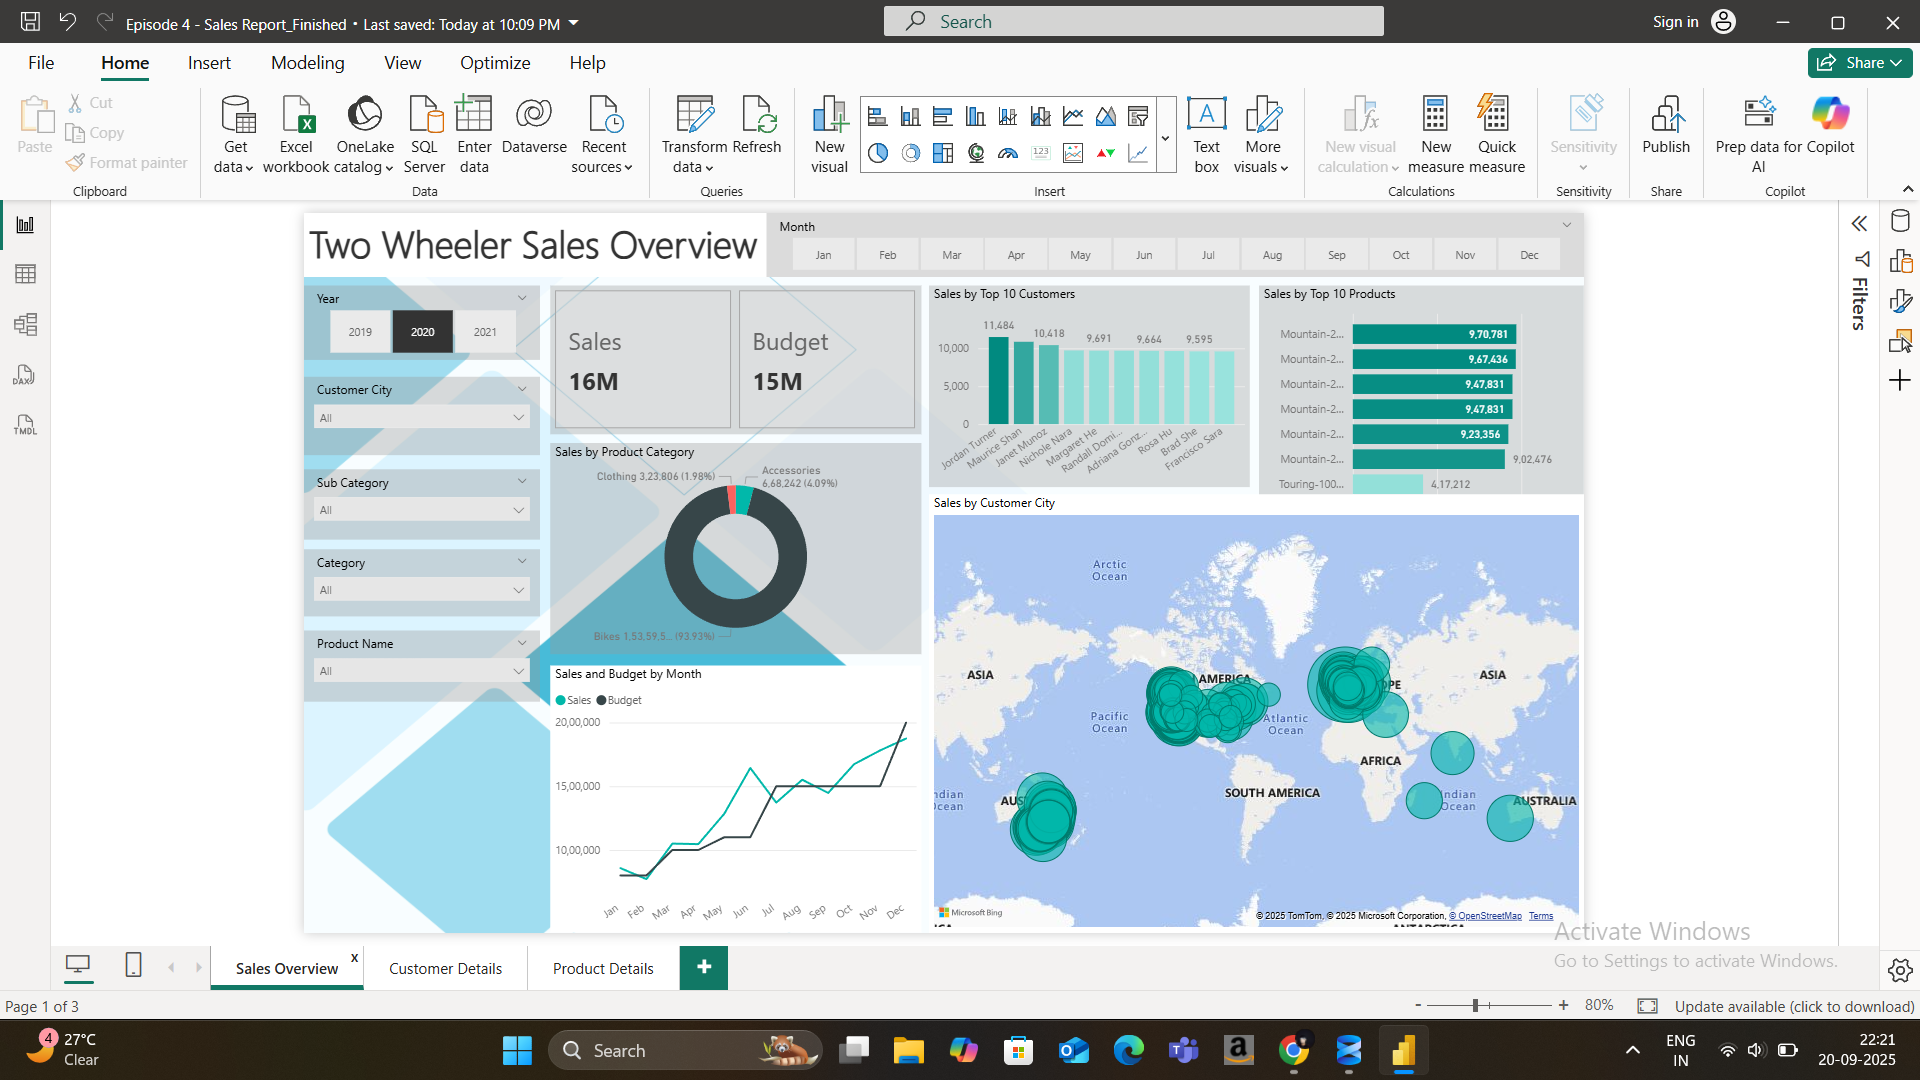 Episode 4 - Sales Report_Finished • Last saved: Today at 10:09 PM
Search
Sign in
File Home Insert Modeling View Optimize Help
Share
Paste
Cut
Copy
Format painter
Clipboard
Get data
Excel workbook
OneLake catalog
SQL Server
Enter data
Dataverse
Recent sources
Data
Transform data
Refresh
Queries
New visual
Text box
More visuals
Insert
New visual calculation
New measure
Quick measure
Calculations
Sensitivity
Sensitivity
Publish
Share
Prep data for AI
Copilot
Copilot
Filters
Two Wheeler Sales Overview
Month
Jan Feb Mar Apr May Jun Jul Aug Sep Oct Nov Dec
Year
2019 2020 2021
Customer City
All
Sub Category
All
Category
All
Product Name
All
Sales
16M
Budget
15M
Sales by Product Category
Clothing 3,23,806 (1.98%)
Accessories
6,68,242 (4.09%)
Bikes 1,53,59,5... (93.93%)
Sales and Budget by Month
Sales Budget
20,00,000
15,00,000
10,00,000
Jan Feb Mar Apr May Jun Jul Aug Sep Oct Nov Dec
Sales by Top 10 Customers
11,484 10,418 9,691 9,664 9,595
10,000
5,000
0
Jordan Turner
Maurice Shan
Janet Munoz
Nichole Nara
Margaret He
Randall Domi...
Adriana Gonz...
Rosa Hu
Brad She
Francisco Sara
Sales by Top 10 Products
Mountain-2... 9,70,781
Mountain-2... 9,67,436
Mountain-2... 9,47,831
Mountain-2... 9,47,831
Mountain-2... 9,23,356
Mountain-2... 9,02,476
Touring-100... 4,17,212
Sales by Customer City
Arctic Ocean
ASIA
AMERICA
ASIA
Pacific Ocean
Atlantic Ocean
AFRICA
SOUTH AMERICA
Indian Ocean
AUSTRALIA
Microsoft Bing
© 2025 TomTom, © 2025 Microsoft Corporation, © OpenStreetMap Terms
Activate Windows
Go to Settings to activate Windows.
Sales Overview x
Customer Details
Product Details
+
Page 1 of 3
- + 80%
Update available (click to download)
4
27°C
Clear
Search
ENG
IN
22:21
20-09-2025